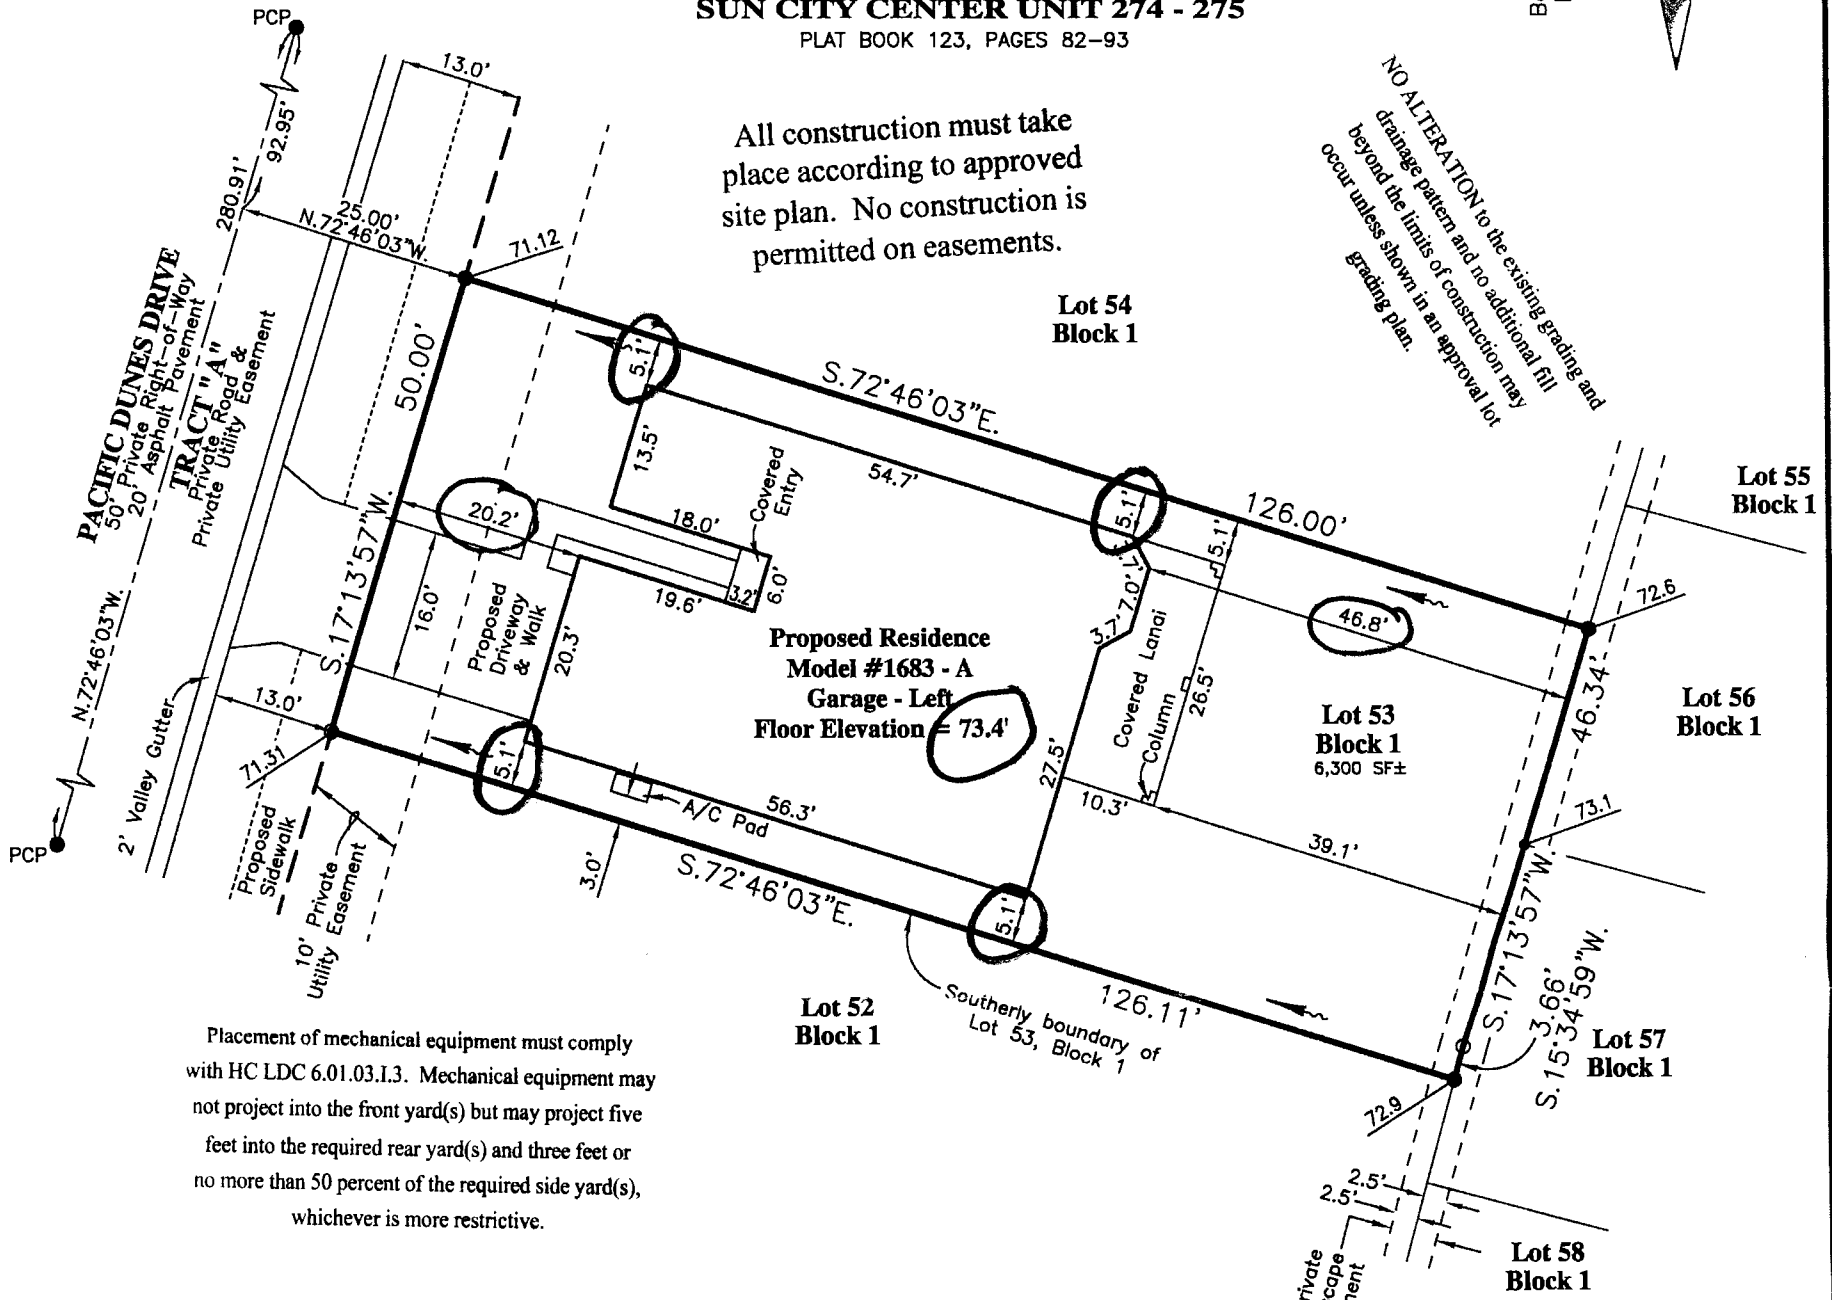 SUN CITY CENTER UNIT 274 - 275
PLAT BOOK 123, PAGES 82-93
PCP
13.0'
92.95'
280.91'
25.00'
N.72°46'03"W.
71.12
All construction must take
place according to approved
site plan. No construction is
permitted on easements.
NO ALTERATION to the existing grading and
drainage pattern and no additional fill
beyond the limits of construction may
occur unless shown in an approval lot
grading plan.
Lot 54
Block 1
PACIFIC DUNES DRIVE
50' Private Right-of-Way
20' Asphalt Pavement
TRACT "A"
Private Road &
Private Utility Easement
50.00'
S.17°13'57"W.
5.1'
S.72°46'03"E.
126.00'
13.5'
54.7'
Covered
Entry
18.0'
20.2'
5.1'
5.1'
.7'
7.0'
3.7'
Lot 55
Block 1
72.6
46.8'
19.6'
3.2'
6.0'
16.0'
Proposed
Driveway
& Walk
20.3'
Proposed Residence
Model #1683 - A
Garage - Left
Floor Elevation = 73.4'
Covered Lanai
Column
26.5'
27.5'
10.3'
39.1'
Lot 53
Block 1
6,300 SF±
46.34'
Lot 56
Block 1
73.1
N.72°46'03"W.
13.0'
71.31
2' Valley Gutter
PCP
Proposed
Sidewalk
10' Private
Utility Easement
5.1'
A/C Pad
56.3'
3.0'
S.72°46'03"E.
5.1'
126.11'
Southerly boundary of
Lot 53, Block 1
Lot 52
Block 1
S.17°13'57"W.
3.66'
S.15°34'59"W.
Lot 57
Block 1
72.9
2.5'
2.5'
Lot 58
Block 1
Placement of mechanical equipment must comply
with HC LDC 6.01.03.I.3. Mechanical equipment may
not project into the front yard(s) but may project five
feet into the required rear yard(s) and three feet or
no more than 50 percent of the required side yard(s),
whichever is more restrictive.